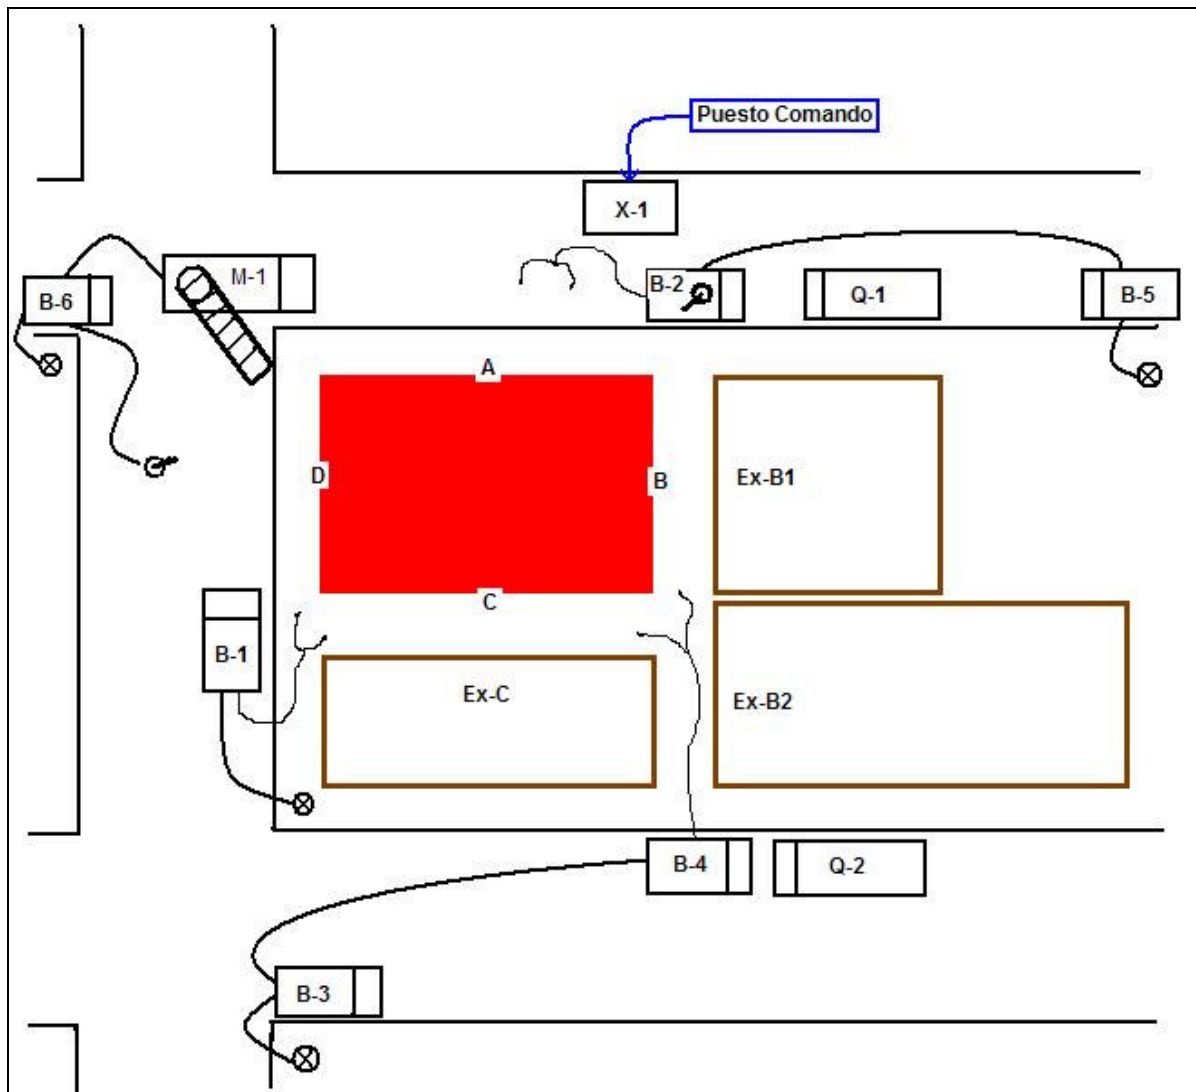 Puesto Comando
X-1
M-1
B-6
B-2
Q-1
B-5
A
D
B
Ex-B1
C
B-1
Ex-C
Ex-B2
B-4
Q-2
B-3